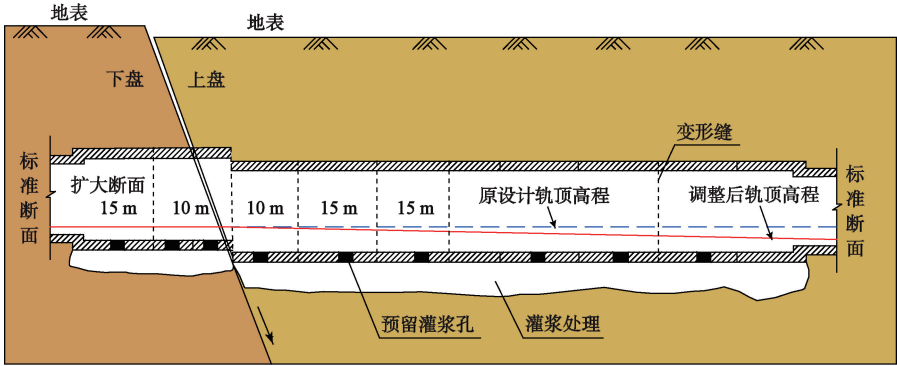 地表
地表
下盘
上盘
变形缝
标准断面
扩大断面
15 m
10 m
10 m
15 m
15 m
原设计轨顶高程
调整后轨顶高程
标准断面
预留灌浆孔
灌浆处理